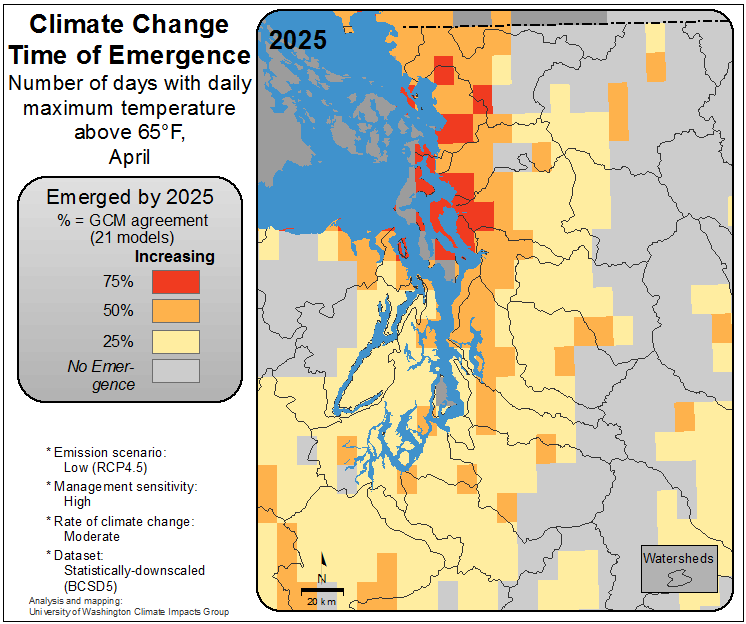 Climate Change
Time of Emergence
Number of days with daily
maximum temperature
above 65°F,
April
Emerged by 2025
% = GCM agreement
(21 models)
Increasing
75%
50%
25%
No Emer-
gence
* Emission scenario:
Low (RCP4.5)
* Management sensitivity:
High
* Rate of climate change:
Moderate
* Dataset:
Statistically-downscaled
(BCSD5)
Analysis and mapping:
University of Washington Climate Impacts Group
2025
N
20 km
Watersheds